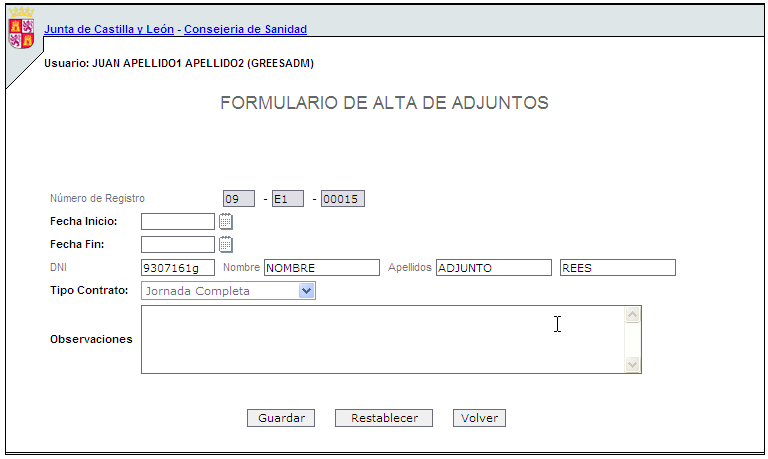 Junta de Castilla y León - Consejeria de Sanidad
Usuario: JUAN APELLIDO1 APELLIDO2 (GREESADM)
FORMULARIO DE ALTA DE ADJUNTOS
Número de Registro 09 - E1 - 00015
Fecha Inicio:
Fecha Fin:
DNI 9307161g Nombre NOMBRE Apellidos ADJUNTO REES
Tipo Contrato: Jornada Completa
Observaciones
Guardar Restablecer Volver